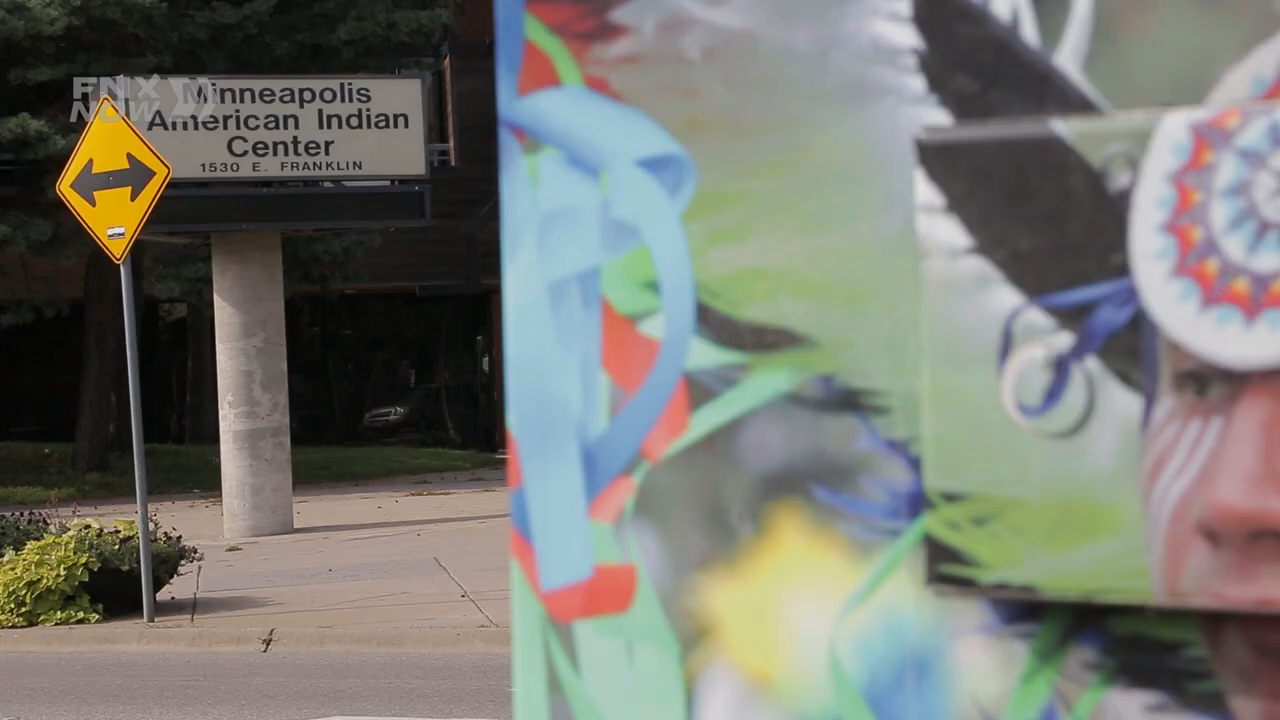 FNX
NOW
Minneapolis
American Indian
Center
1530 E. FRANKLIN